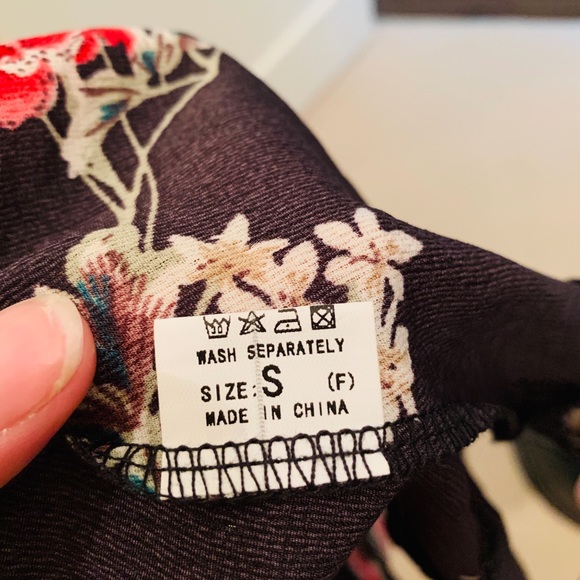 WASH SEPARATELY
SIZE: S (F)
MADE IN CHINA